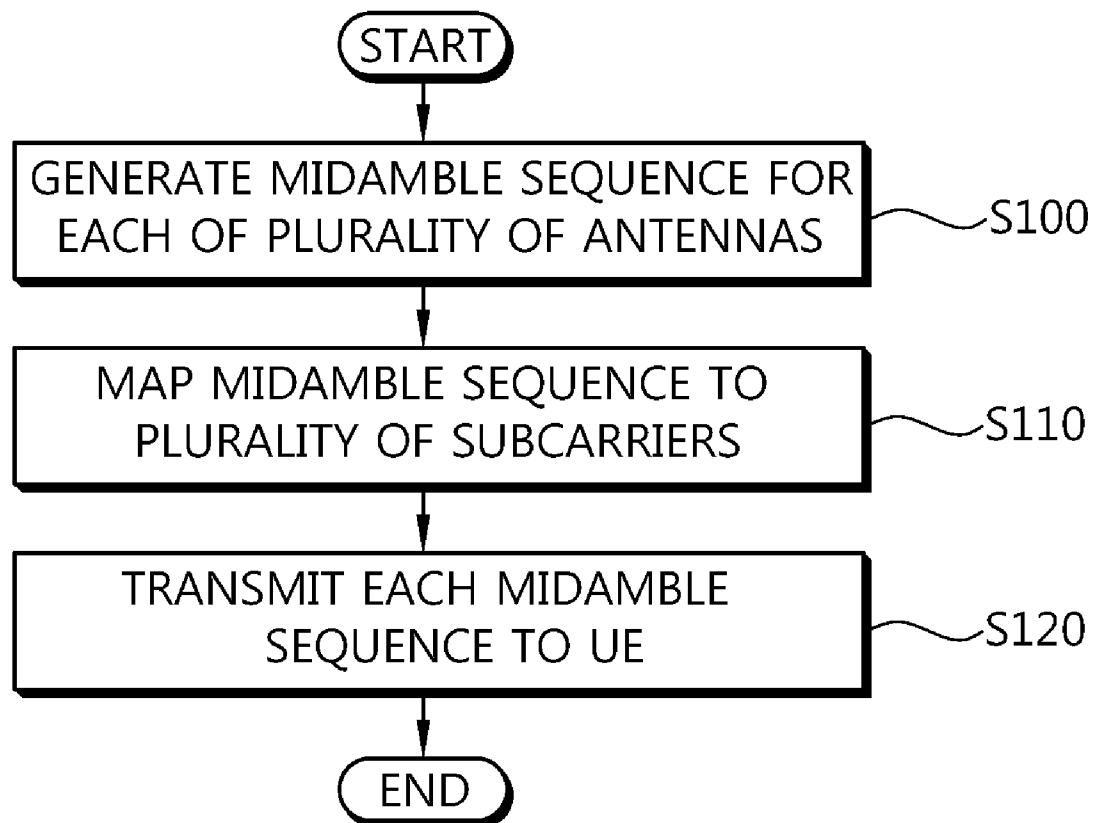 START
GENERATE MIDAMBLE SEQUENCE FOR
EACH OF PLURALITY OF ANTENNAS
S100
MAP MIDAMBLE SEQUENCE TO
PLURALITY OF SUBCARRIERS
S110
TRANSMIT EACH MIDAMBLE
SEQUENCE TO UE
S120
END